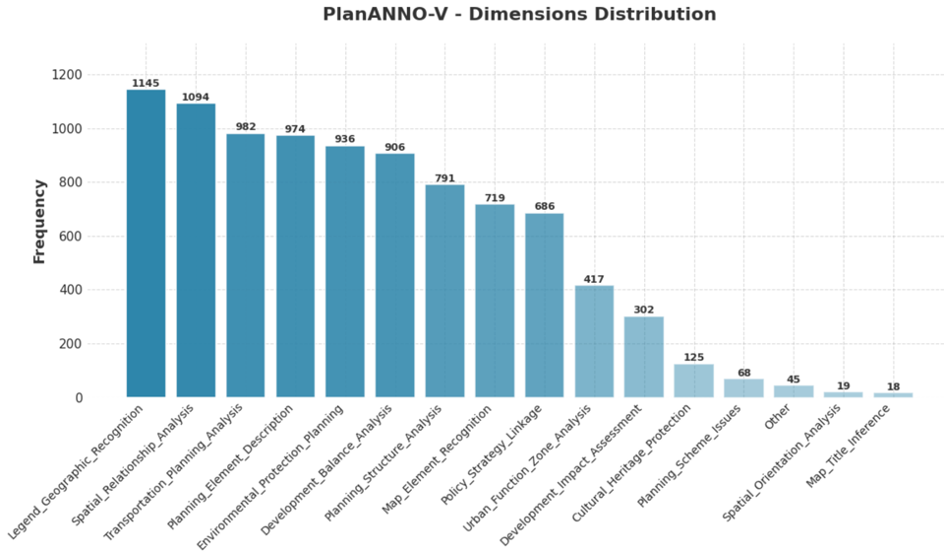 PlanANNO-V - Dimensions Distribution
Frequency
1200
1000
800
600
400
200
0
1145
1094
982
974
936
906
791
719
686
417
302
125
68
45
19
18
Legend_Geographic_Recognition
Spatial_Relationship_Analysis
Transportation_Planning_Analysis
Planning_Element_Description
Environmental_Protection_Planning
Development_Balance_Analysis
Planning_Structure_Analysis
Map_Element_Recognition
Policy_Strategy_Linkage
Urban_Function_Zone_Analysis
Development_Impact_Assessment
Cultural_Heritage_Protection
Planning_Scheme_Issues
Other
Spatial_Orientation_Analysis
Map_Title_Inference